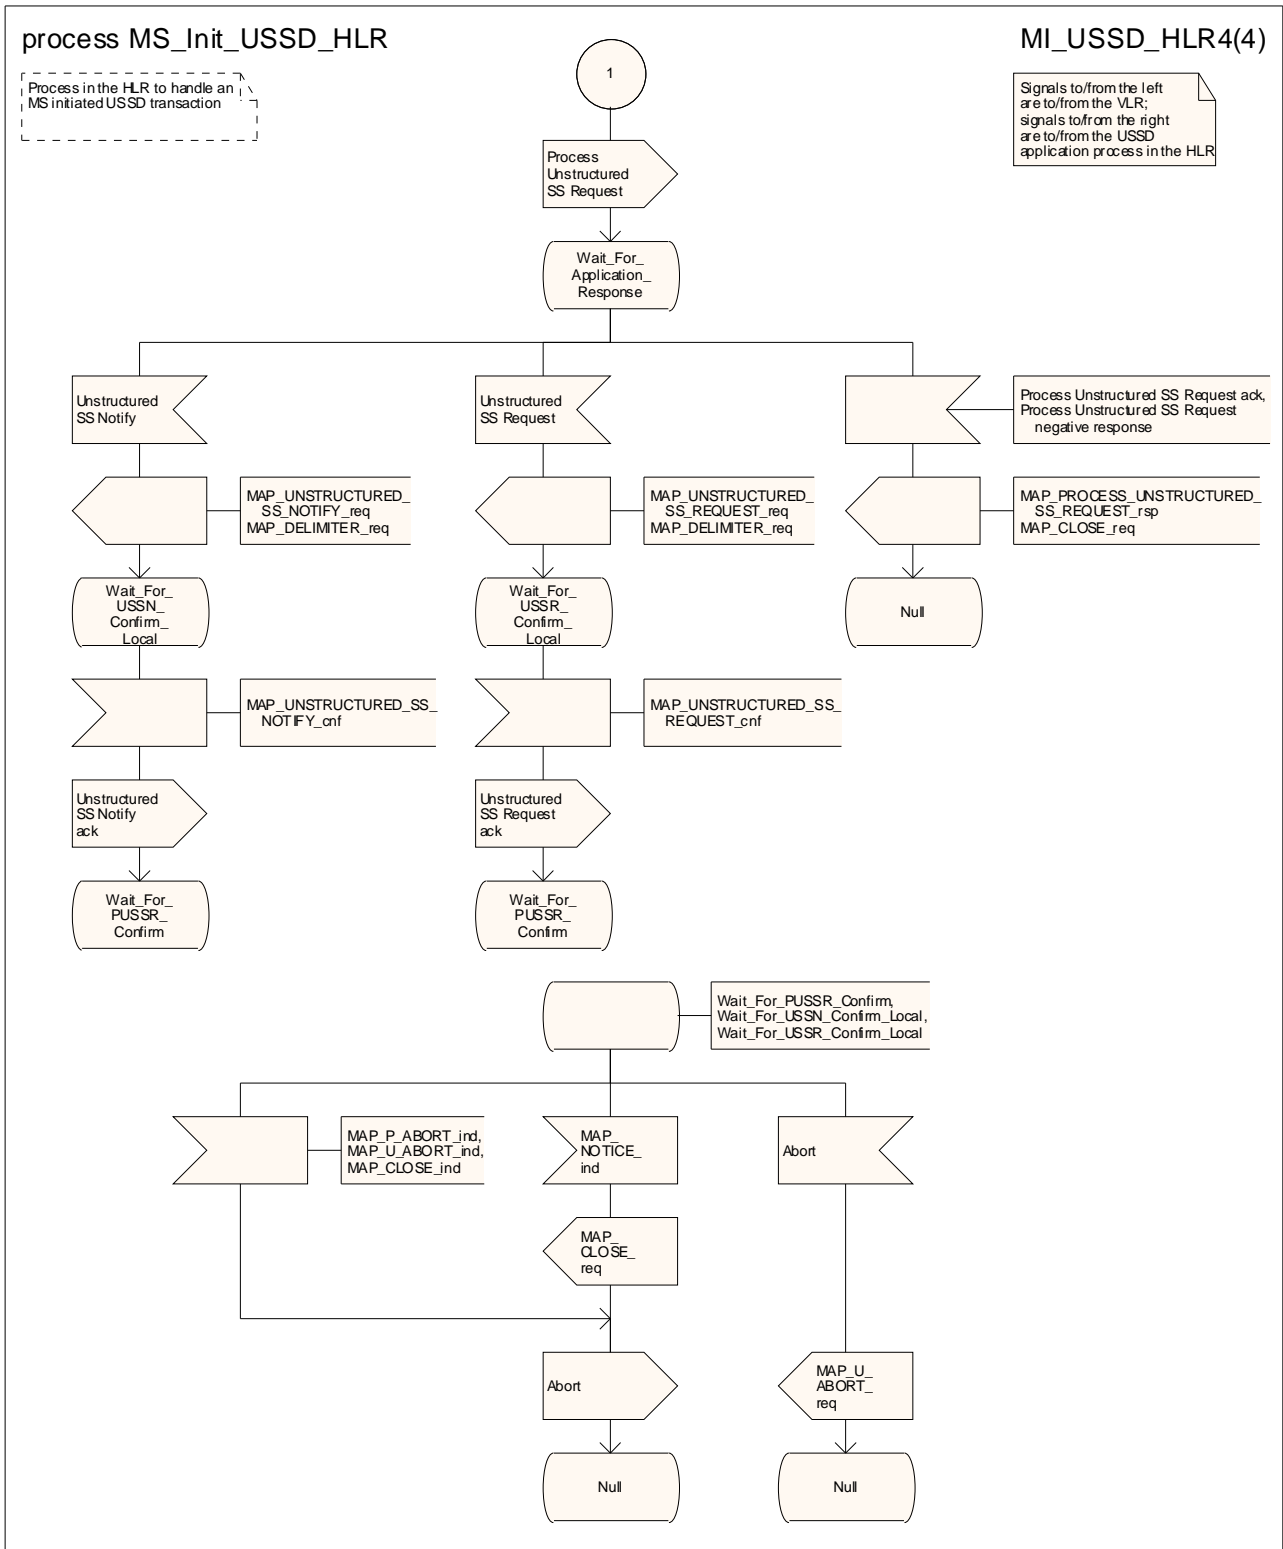 process MS_Init_USSD_HLR
MI_USSD_HLR4(4)
Process in the HLR to handle an
MS initiated USSD transaction
1
Signals to/from the left
are to/from the VLR;
signals to/from the right
are to/from the USSD
application process in the HLR
Process
Unstructured
SS Request
Wait_For_
Application_
Response
Unstructured
SS Notify
Unstructured
SS Request
Process Unstructured SS Request ack,
Process Unstructured SS Request
negative response
MAP_UNSTRUCTURED_
SS_NOTIFY_req
MAP_DELIMITER_req
MAP_UNSTRUCTURED_
SS_REQUEST_req
MAP_DELIMITER_req
MAP_PROCESS_UNSTRUCTURED_
SS_REQUEST_rsp
MAP_CLOSE_req
Wait_For_
USSN_
Confirm_
Local
Wait_For_
USSR_
Confirm_
Local
Null
MAP_UNSTRUCTURED_SS_
NOTIFY_cnf
MAP_UNSTRUCTURED_SS_
REQUEST_cnf
Unstructured
SS Notify
ack
Unstructured
SS Request
ack
Wait_For_
PUSSR_
Confirm
Wait_For_
PUSSR_
Confirm
Wait_For_PUSSR_Confirm,
Wait_For_USSN_Confirm_Local,
Wait_For_USSR_Confirm_Local
MAP_P_ABORT_ind,
MAP_U_ABORT_ind,
MAP_CLOSE_ind
MAP_
NOTICE_
ind
Abort
MAP_
CLOSE_
req
Abort
MAP_U_
ABORT_
req
Null
Null